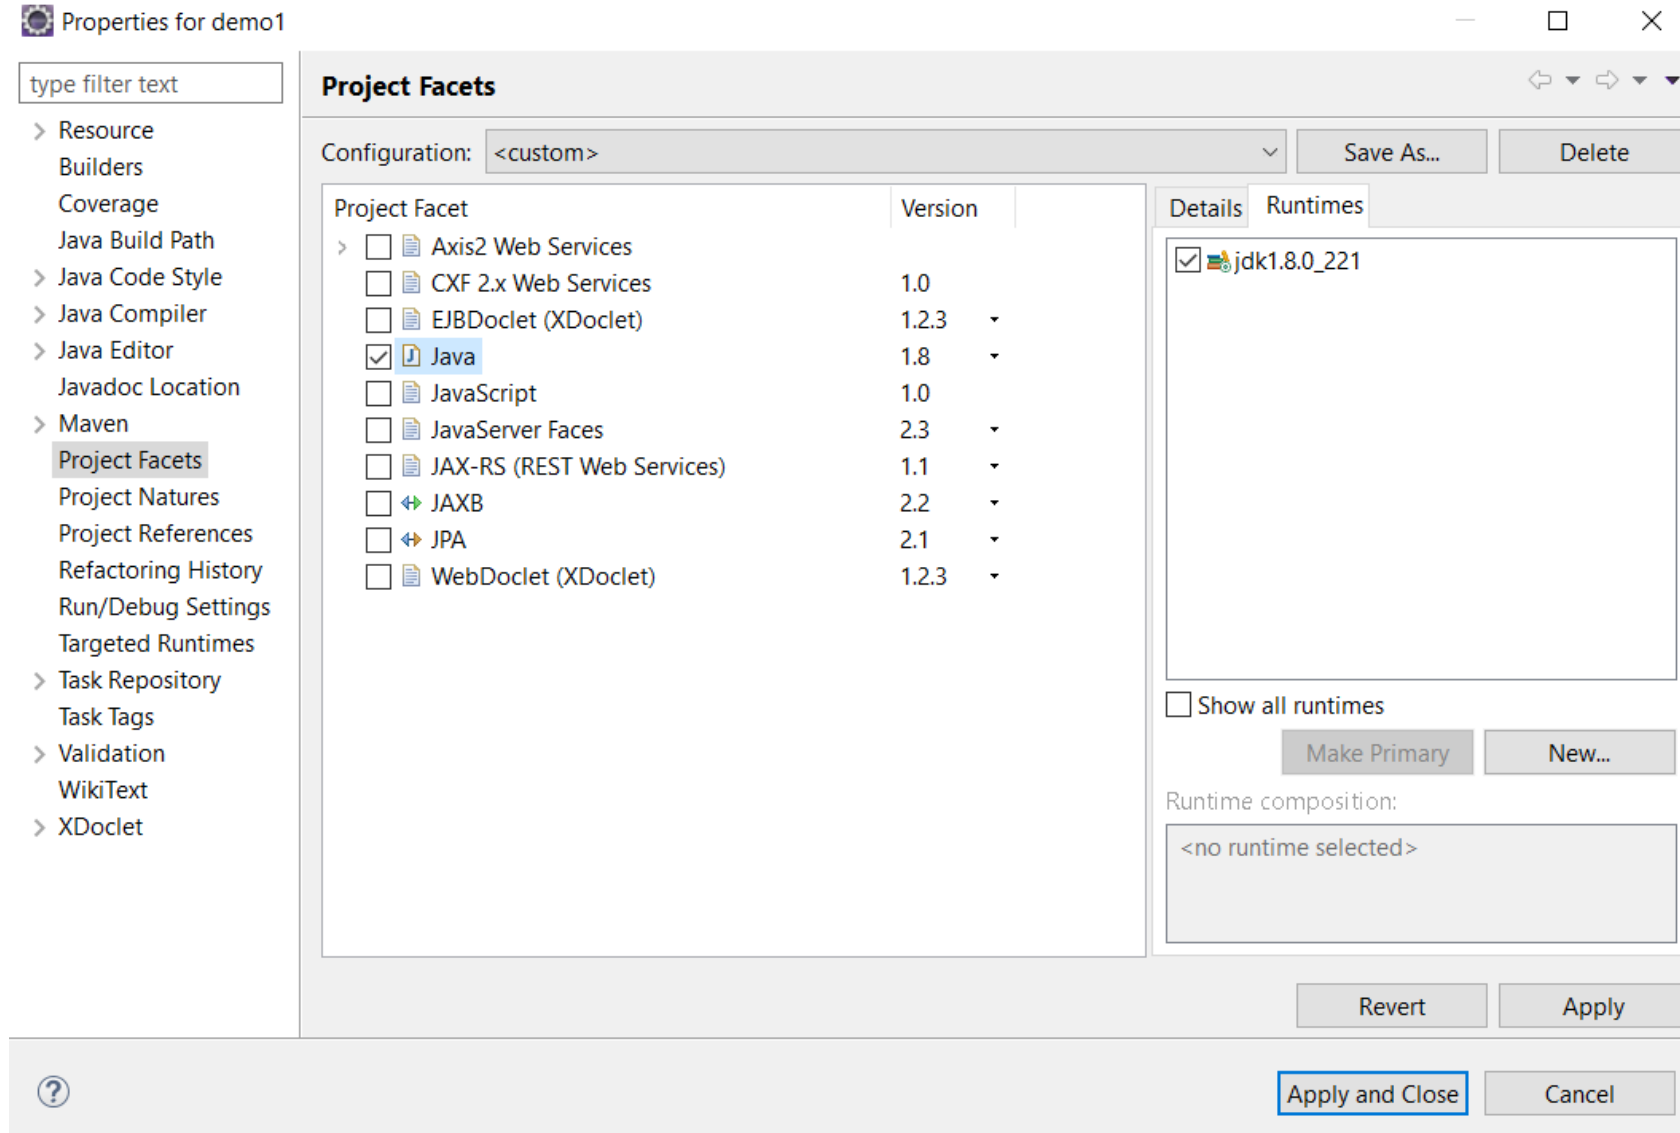 Properties for demo1
type filter text
Resource
Builders
Coverage
Java Build Path
Java Code Style
Java Compiler
Java Editor
Javadoc Location
Maven
Project Facets
Project Natures
Project References
Refactoring History
Run/Debug Settings
Targeted Runtimes
Task Repository
Task Tags
Validation
WikiText
XDoclet
Project Facets
Configuration: <custom> Save As... Delete
Project Facet Version
Axis2 Web Services
CXF 2.x Web Services 1.0
EJBDoclet (XDoclet) 1.2.3
Java 1.8
JavaScript 1.0
JavaServer Faces 2.3
JAX-RS (REST Web Services) 1.1
JAXB 2.2
JPA 2.1
WebDoclet (XDoclet) 1.2.3
Details Runtimes
jdk1.8.0_221
Show all runtimes
Make Primary New...
Runtime composition:
<no runtime selected>
Revert Apply
? Apply and Close Cancel